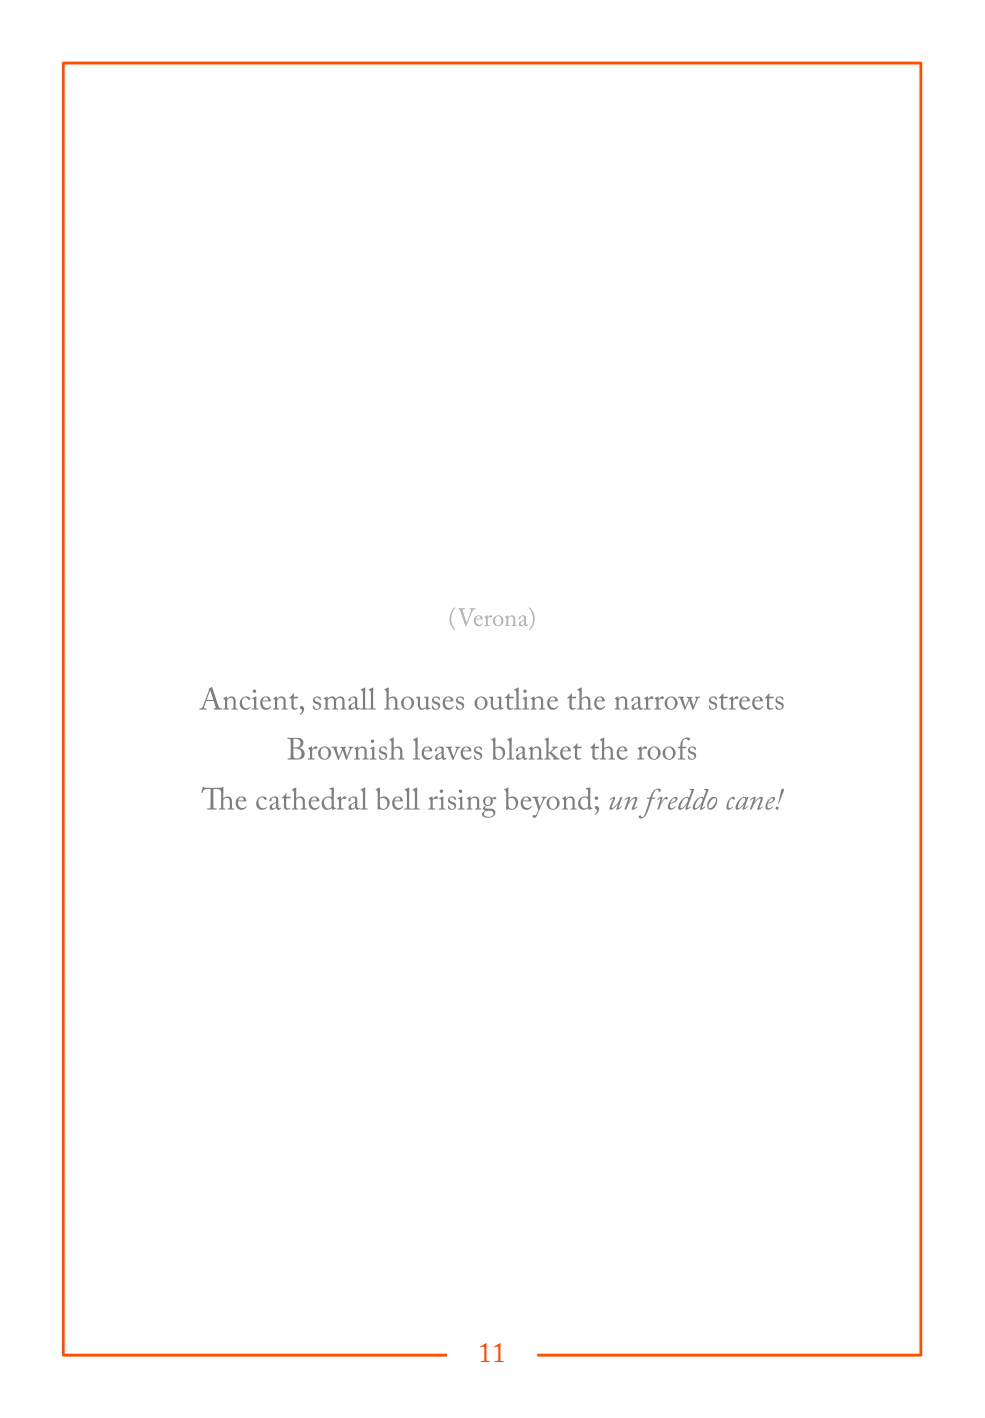 (Verona)
Ancient, small houses outline the narrow streets
Brownish leaves blanket the roofs
The cathedral bell rising beyond; un freddo cane!
11